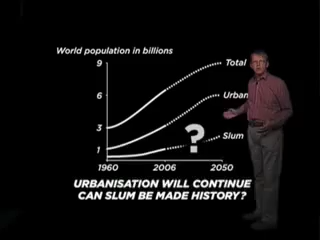 World population in billions
9
Total
6
Urban
3
?
Slum
1
1960
2006
2050
URBANISATION WILL CONTINUE
CAN SLUM BE MADE HISTORY?